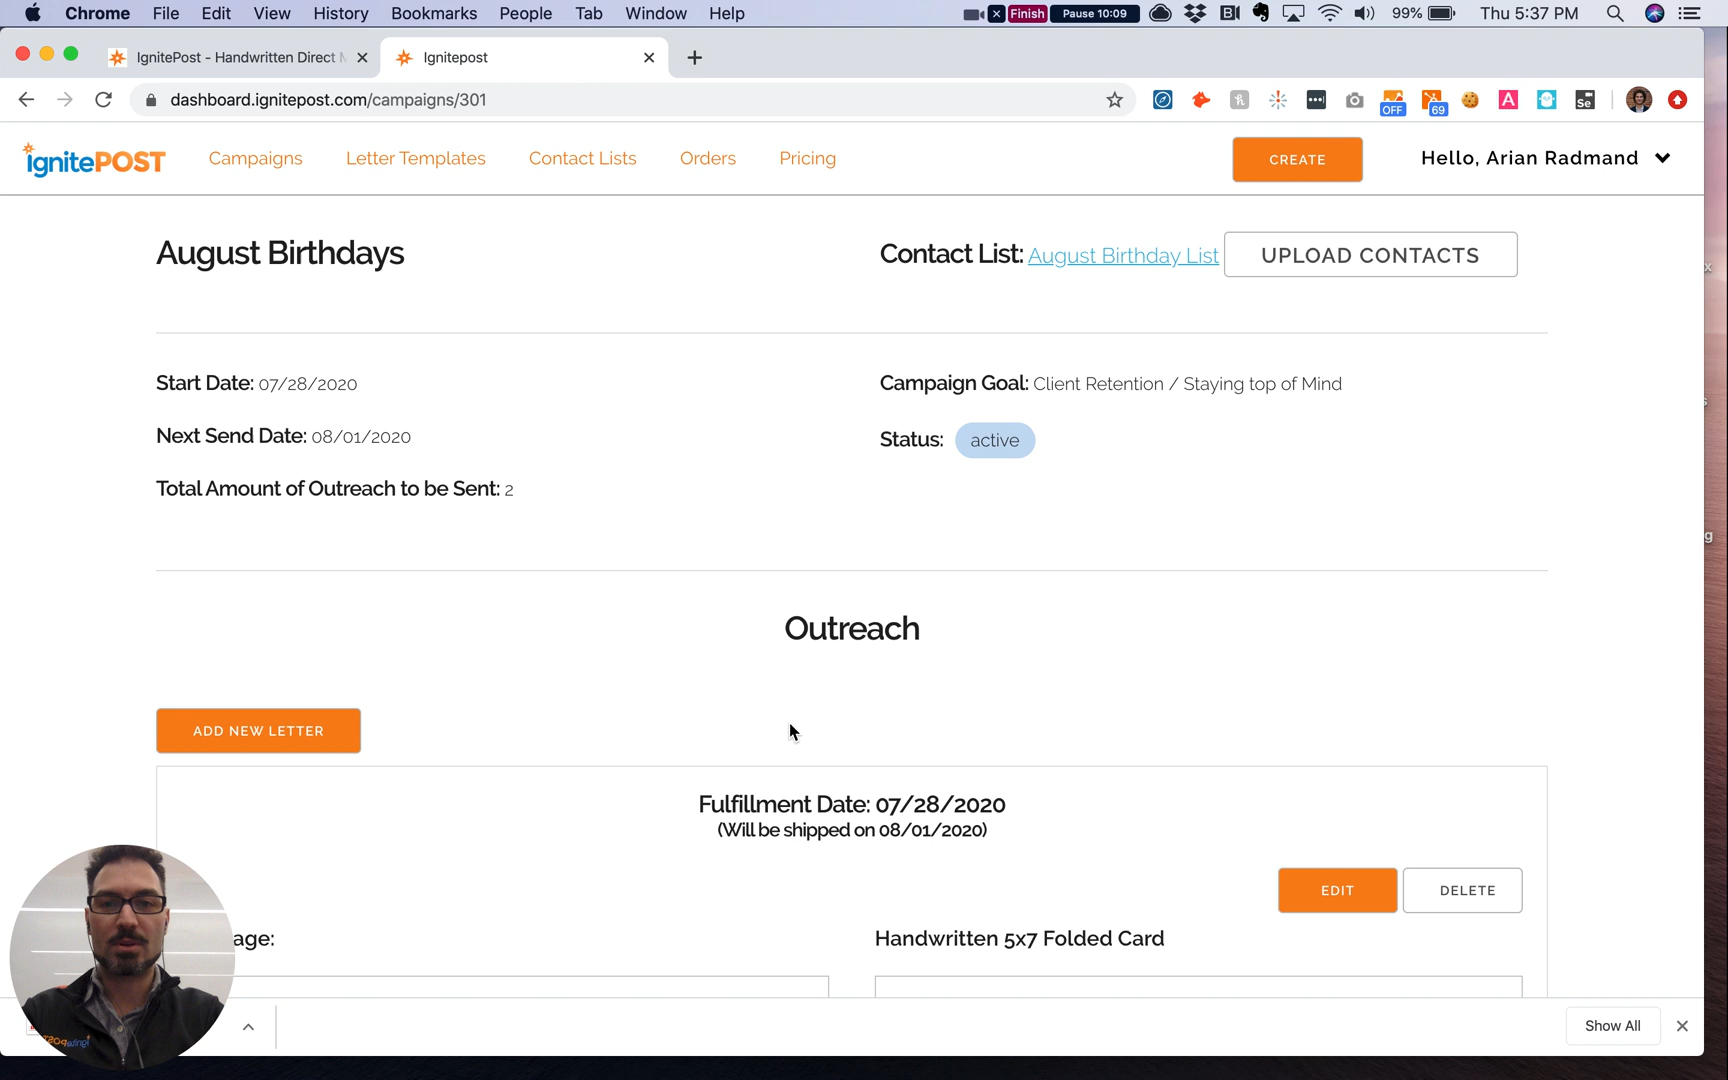 Chrome File Edit View History Bookmarks People Tab Window Help Finish Pause 10:09 99% Thu 5:37 PM
IgnitePost - Handwritten Direct M Ignitepost
dashboard.ignitepost.com/campaigns/301 OFF 69 A Se
ignitePOST Campaigns Letter Templates Contact Lists Orders Pricing CREATE Hello, Arian Radmand
August Birthdays
Contact List: August Birthday List UPLOAD CONTACTS
Start Date: 07/28/2020
Campaign Goal: Client Retention / Staying top of Mind
Next Send Date: 08/01/2020
Status: active
Total Amount of Outreach to be Sent: 2
Outreach
ADD NEW LETTER
Fulfillment Date: 07/28/2020
(Will be shipped on 08/01/2020)
EDIT DELETE
age:
Handwritten 5x7 Folded Card
Show All